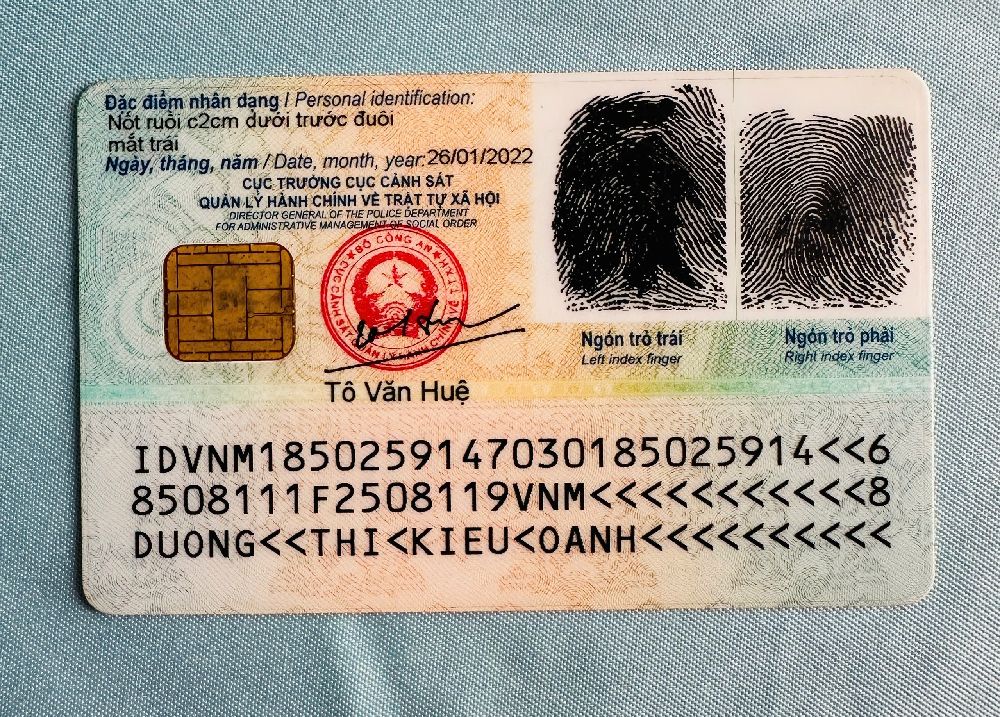 Đặc điểm nhân dạng / Personal identification:
Nốt ruồi c2cm dưới trước đuôi
mắt trái
Ngày, tháng, năm / Date, month, year: 26/01/2022
CỤC TRƯỞNG CỤC CẢNH SÁT
QUẢN LÝ HÀNH CHÍNH VỀ TRẬT TỰ XÃ HỘI
DIRECTOR GENERAL OF THE POLICE DEPARTMENT
FOR ADMINISTRATIVE MANAGEMENT OF SOCIAL ORDER
BỘ CÔNG AN
Tô Văn Huệ
Ngón trỏ trái
Left index finger
Ngón trỏ phải
Right index finger
IDVNM1850259147030185025914<<6
8508111F2508119VNM<<<<<<<<<<<8
DUONG<<THI<KIEU<OANH<<<<<<<<<<